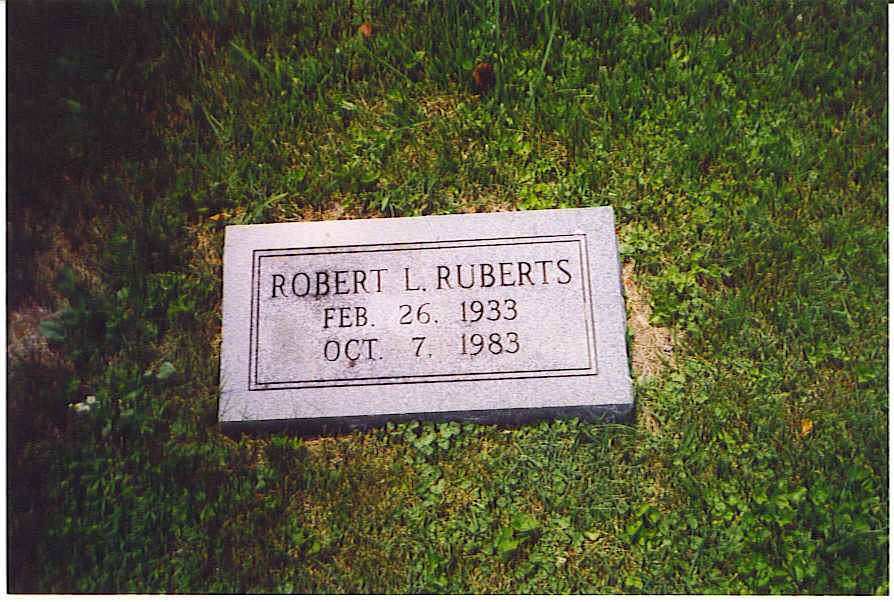 ROBERT L. RUBERTS
FEB. 26. 1933
OCT. 7. 1983